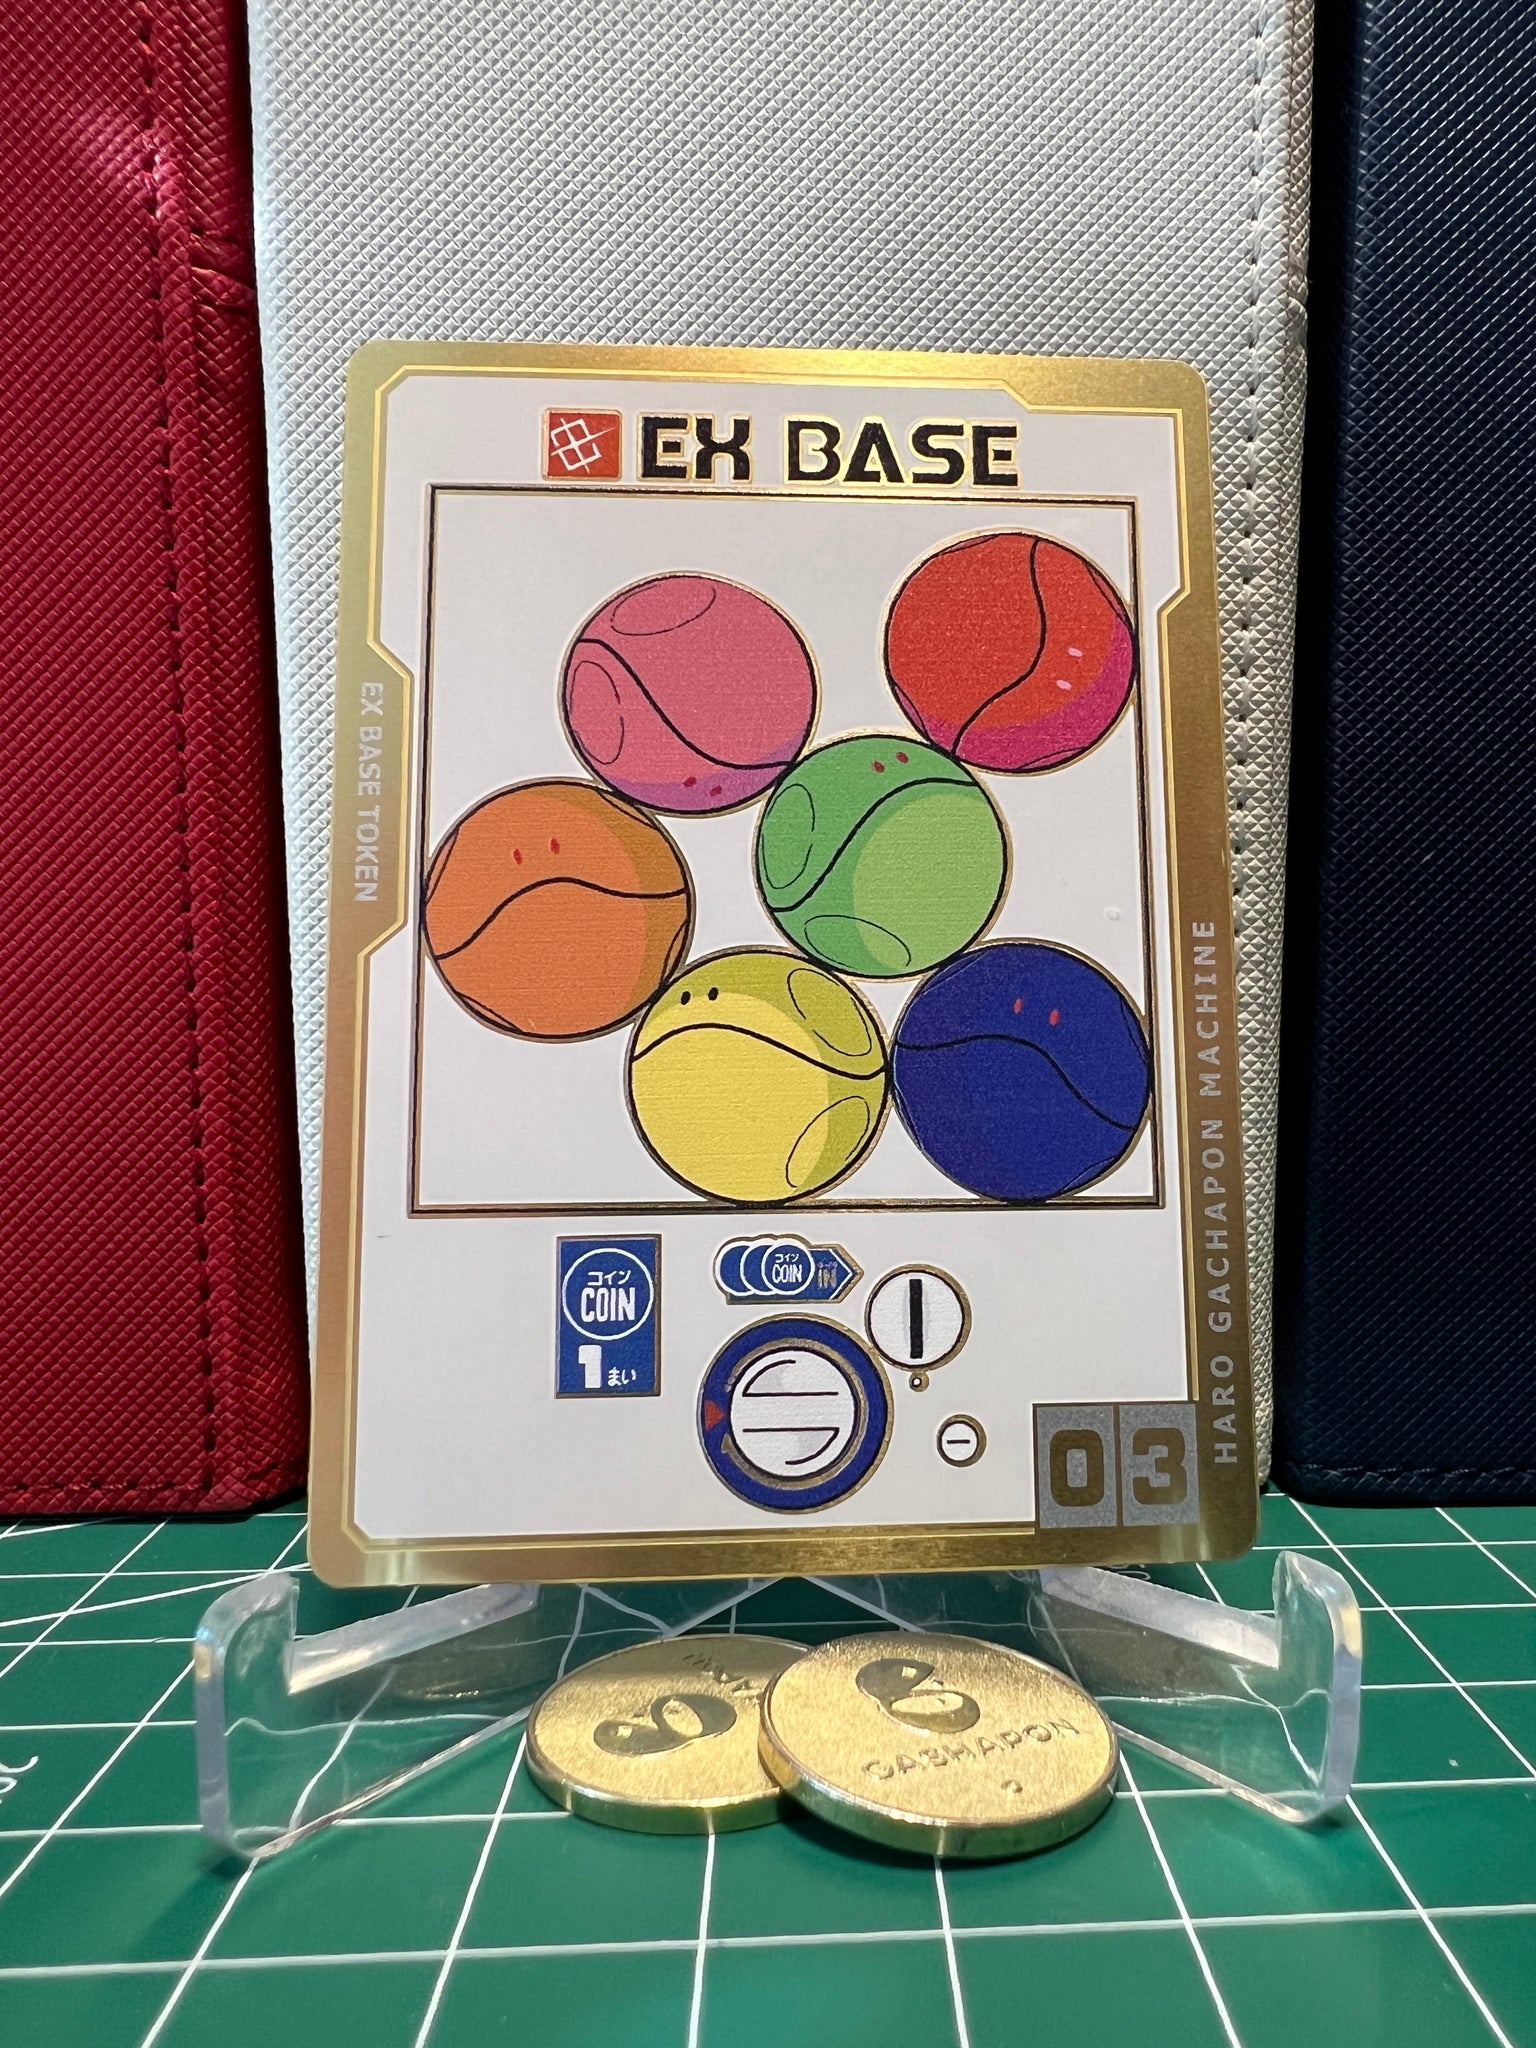 EX BASE
EX BASE TOKEN
HARO GACHAPON MACHINE
コイン
COIN
1まい
コイン
COIN
IN
03
GASHAPON